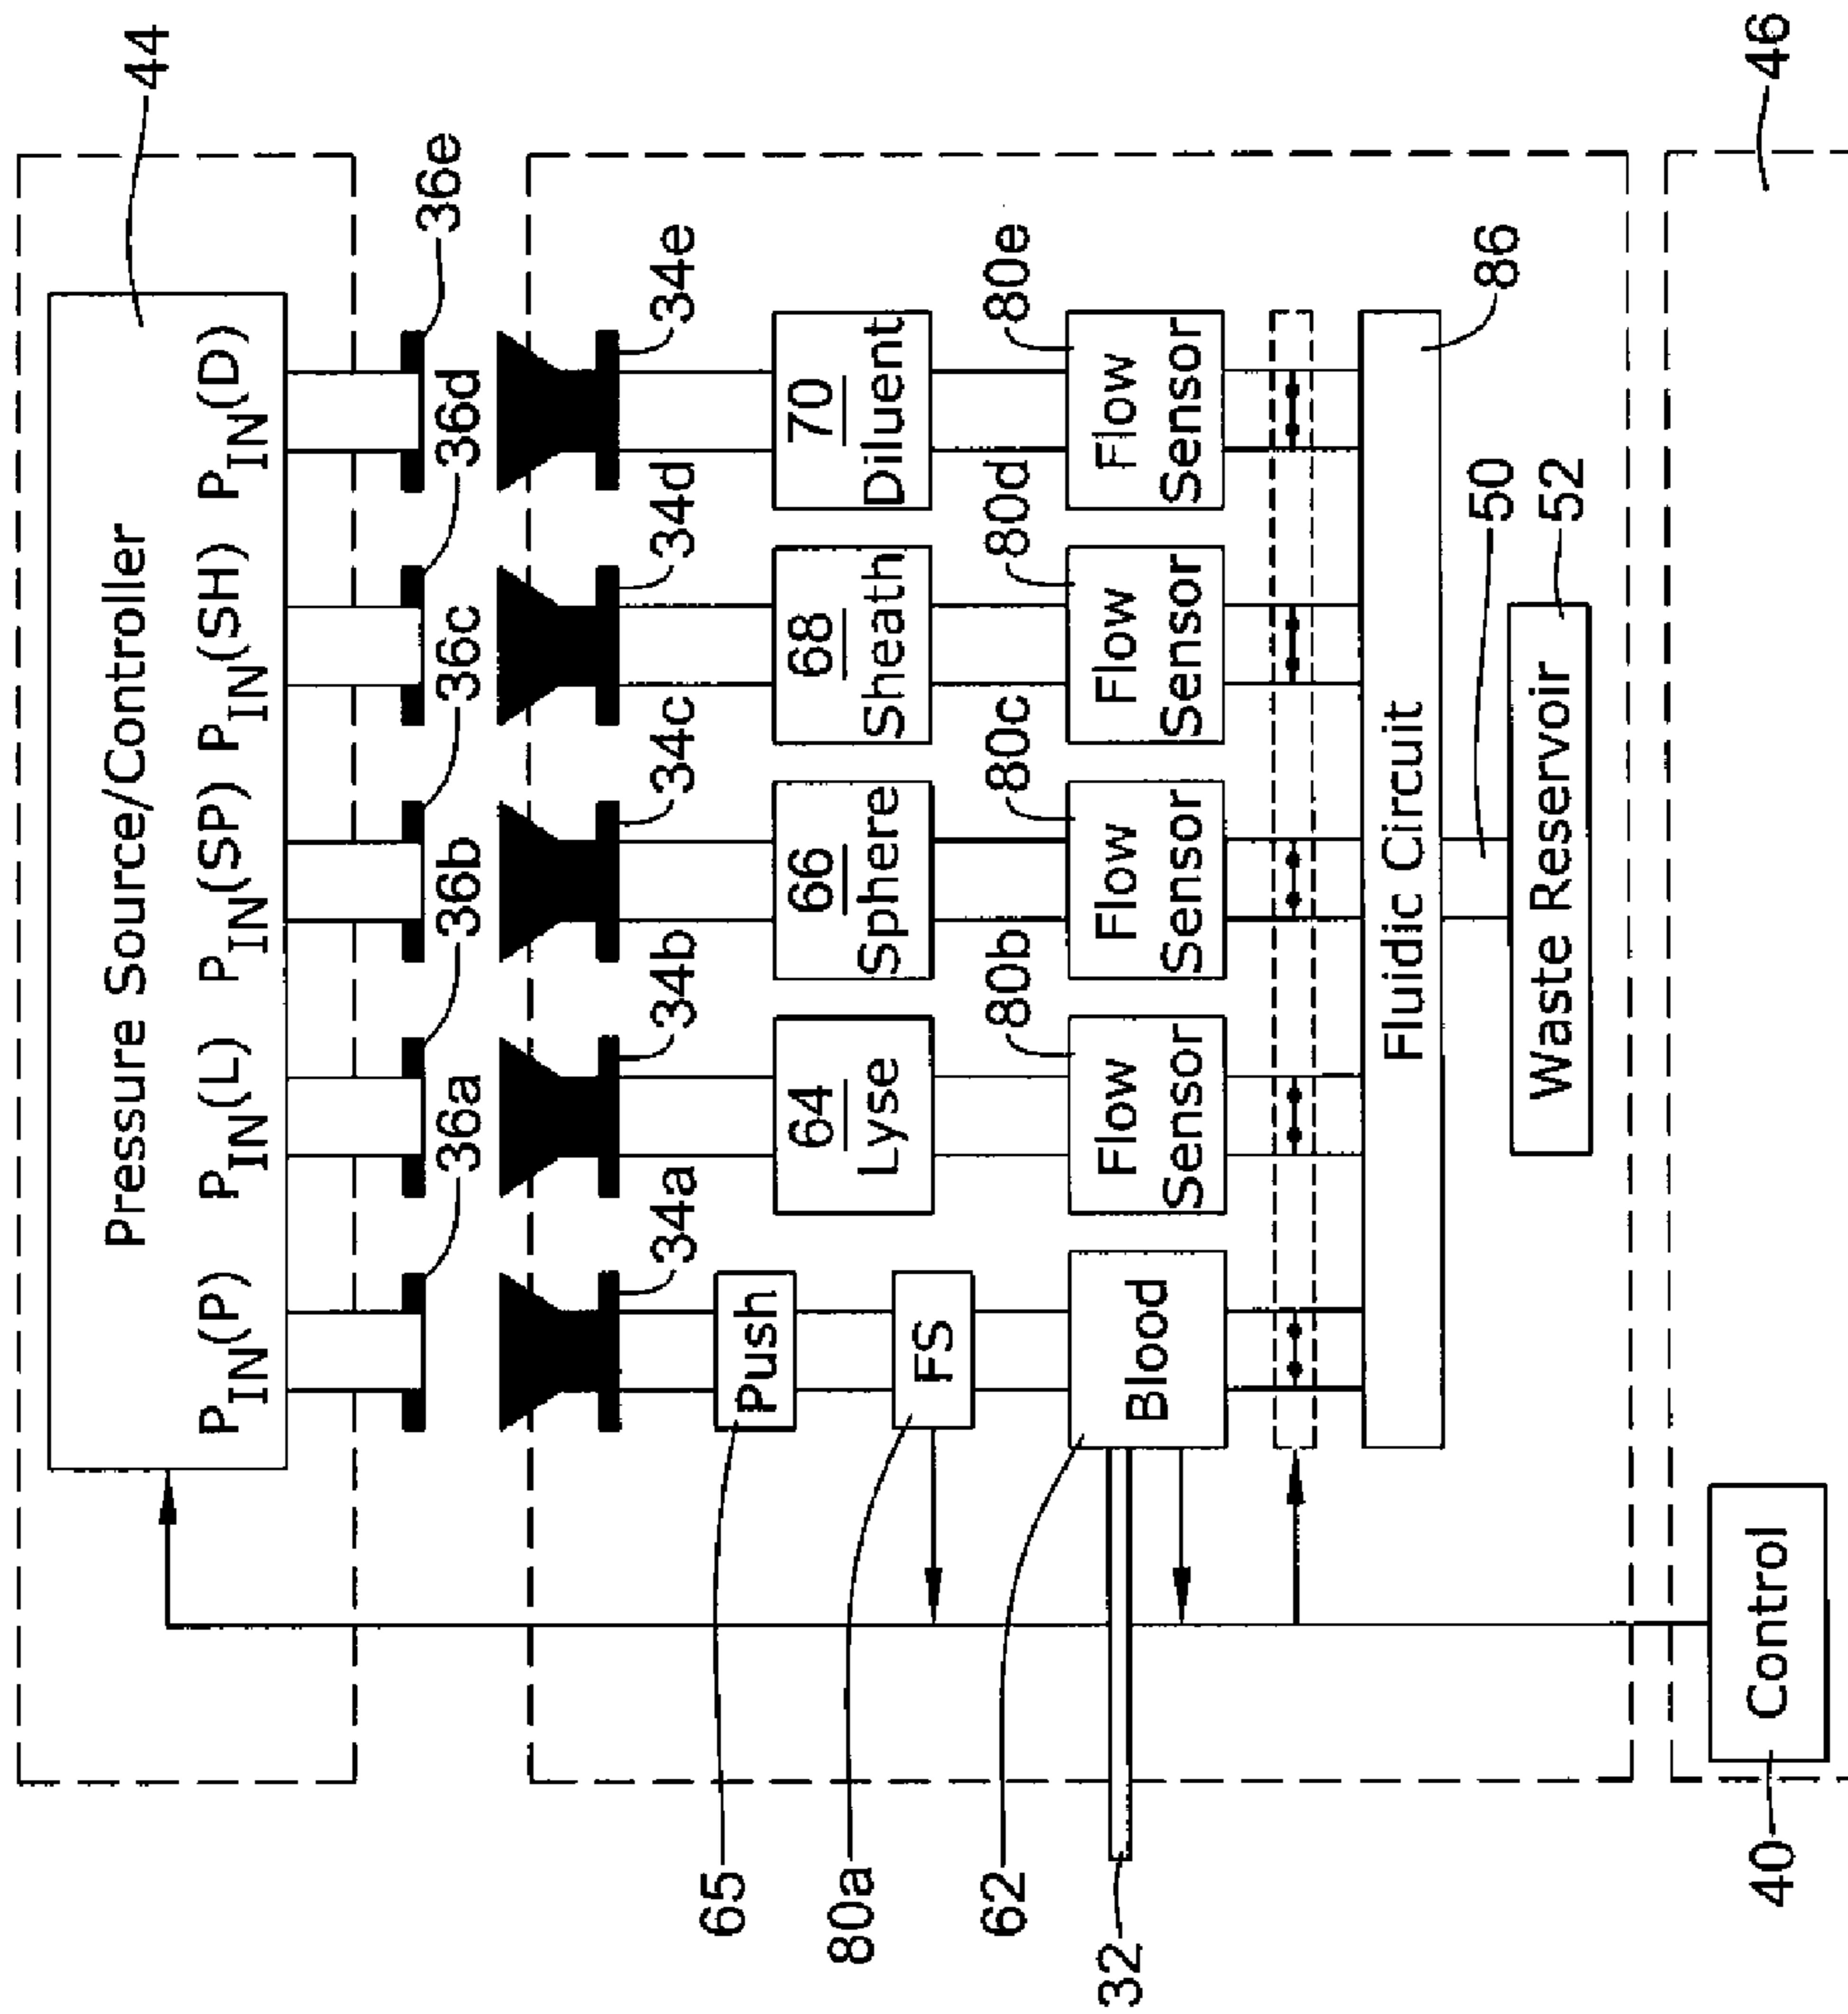 44
Pressure Source/Controller
P_IN(P) P_IN(L) P_IN(SP) P_IN(SH) P_IN(D)
36a 36b 36c 36d 36e
34a 34b 34c 34d 34e
65
Push
64
Lyse
66
Sphere
68
Sheath
70
Diluent
80a
FS
80b 80c 80d 80e
62
Blood
Flow
Sensor
Flow
Sensor
Flow
Sensor
Flow
Sensor
32
Fluidic Circuit
86
50
Waste Reservoir
52
40
Control
46